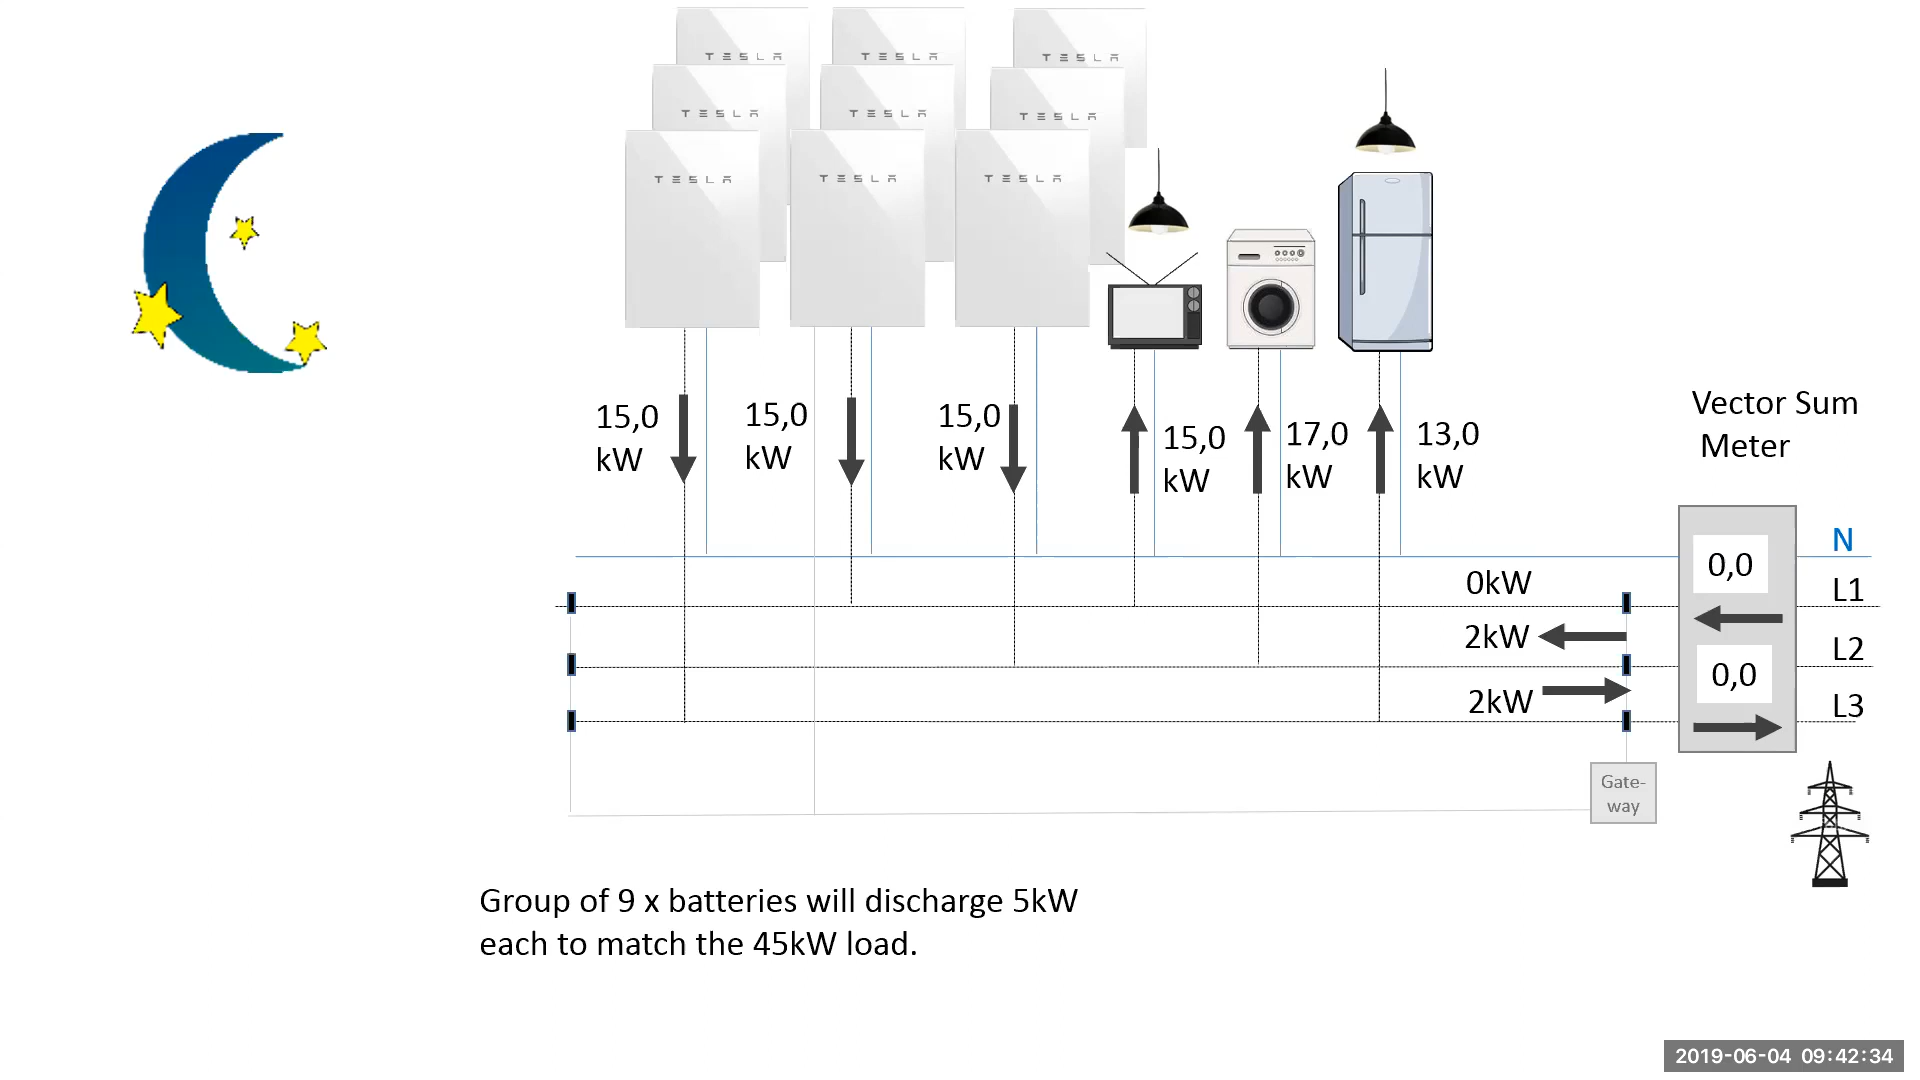 TESLA
TESLA
TESLA
TESLA
TESLA
TESLA
TESLA
TESLA
TESLA
15,0
kW
15,0
kW
15,0
kW
15,0
kW
17,0
kW
13,0
kW
Vector Sum
Meter
N
0,0
0kW
L1
2kW
L2
0,0
2kW
L3
Gate-
way
Group of 9 x batteries will discharge 5kW
each to match the 45kW load.
2019-06-04 09:42:34